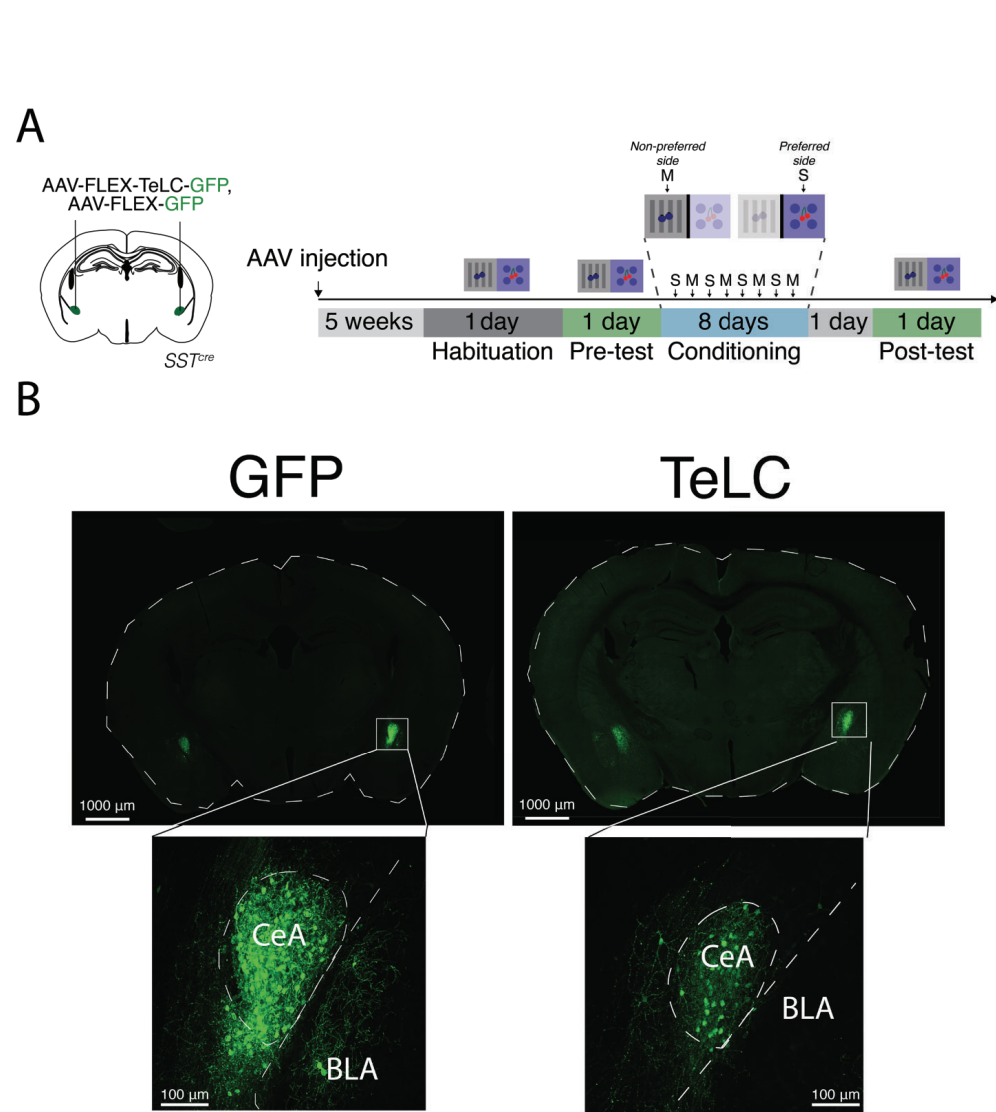 A
AAV-FLEX-TeLC-GFP,
AAV-FLEX-GFP
SSTcre
AAV injection
Non-preferred
side
M
Preferred
side
S
S M S M S M S M
5 weeks
1 day
1 day
8 days
1 day
1 day
Habituation
Pre-test
Conditioning
Post-test
B
GFP
TeLC
1000 µm
1000 µm
CeA
BLA
100 µm
CeA
BLA
100 µm